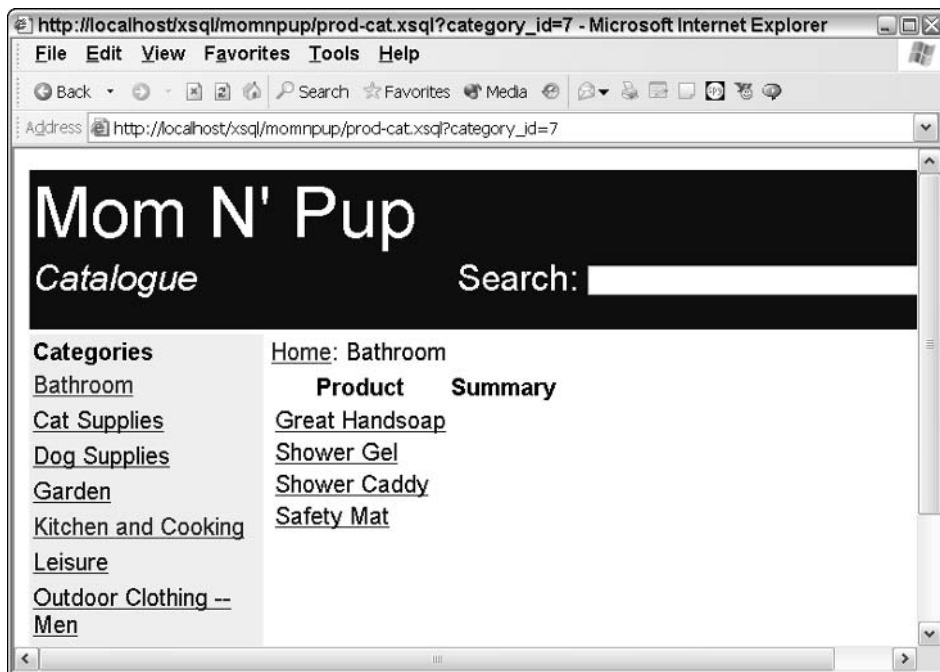 http://localhost/xsql/momnpup/prod-cat.xsql?category_id=7 - Microsoft Internet Explorer
File Edit View Favorites Tools Help
Back Search Favorites Media
Address http://localhost/xsql/momnpup/prod-cat.xsql?category_id=7
Mom N' Pup
Catalogue Search:
Categories
Bathroom
Cat Supplies
Dog Supplies
Garden
Kitchen and Cooking
Leisure
Outdoor Clothing --
Men
Home: Bathroom
Product Summary
Great Handsoap
Shower Gel
Shower Caddy
Safety Mat